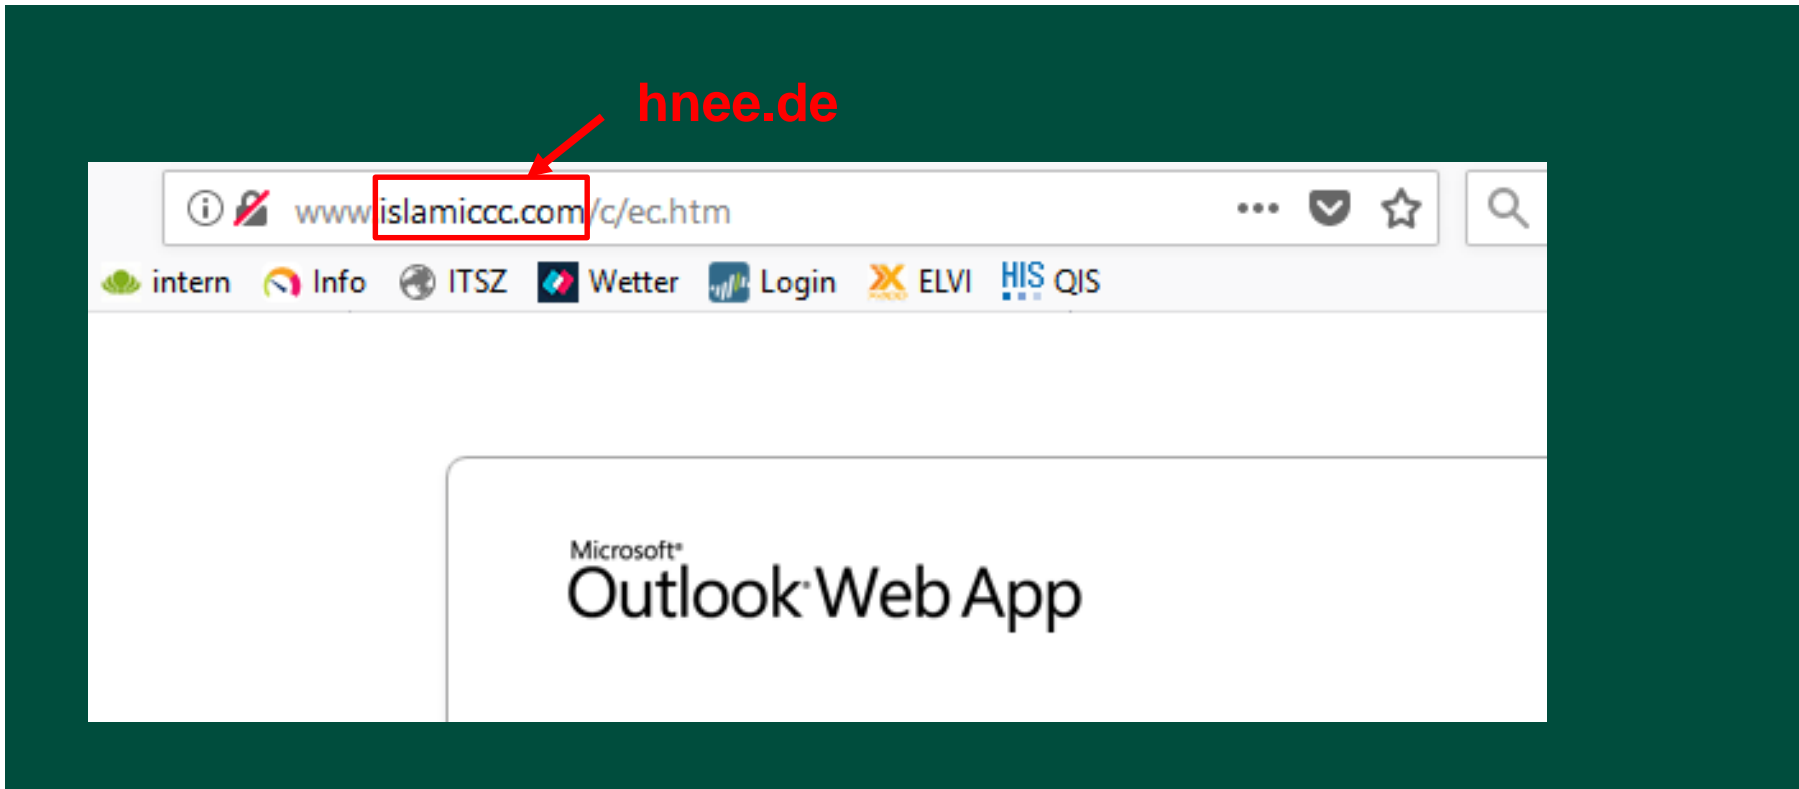 hnee.de
www.islamiccc.com/c/ec.htm
intern Info ITSZ Wetter Login ELVI HIS QIS
Microsoft®
Outlook® Web App